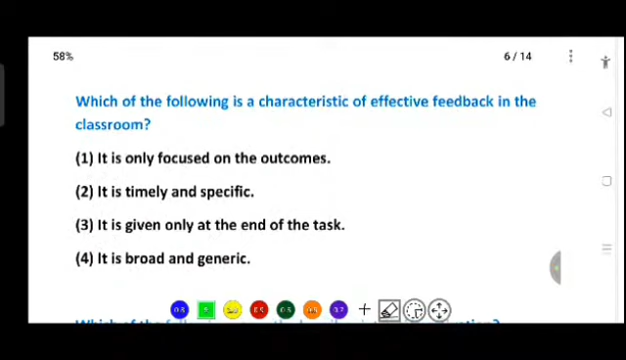 58%
6 / 14
Which of the following is a characteristic of effective feedback in the
classroom?
(1) It is only focused on the outcomes.
(2) It is timely and specific.
(3) It is given only at the end of the task.
(4) It is broad and generic.